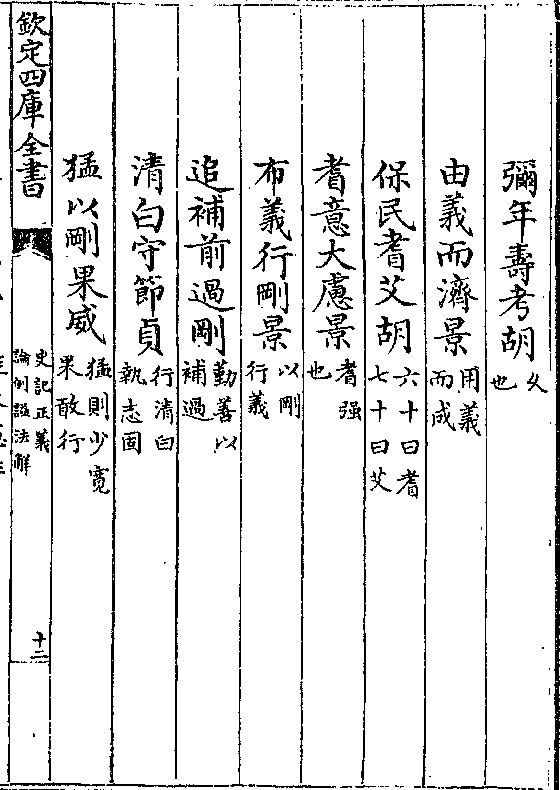 彌年壽考胡久也
由義而濟景用義而成
保民耆艾胡六十曰耆七十曰艾
耆意大慮景耆强也
布義行剛景以剛行義
追補前過剛勤善以補過
清白守節貞行清白執志固
猛以剛果威猛則少寛果敢行
欽定四庫全書
史記正義
論例諡法解
十二